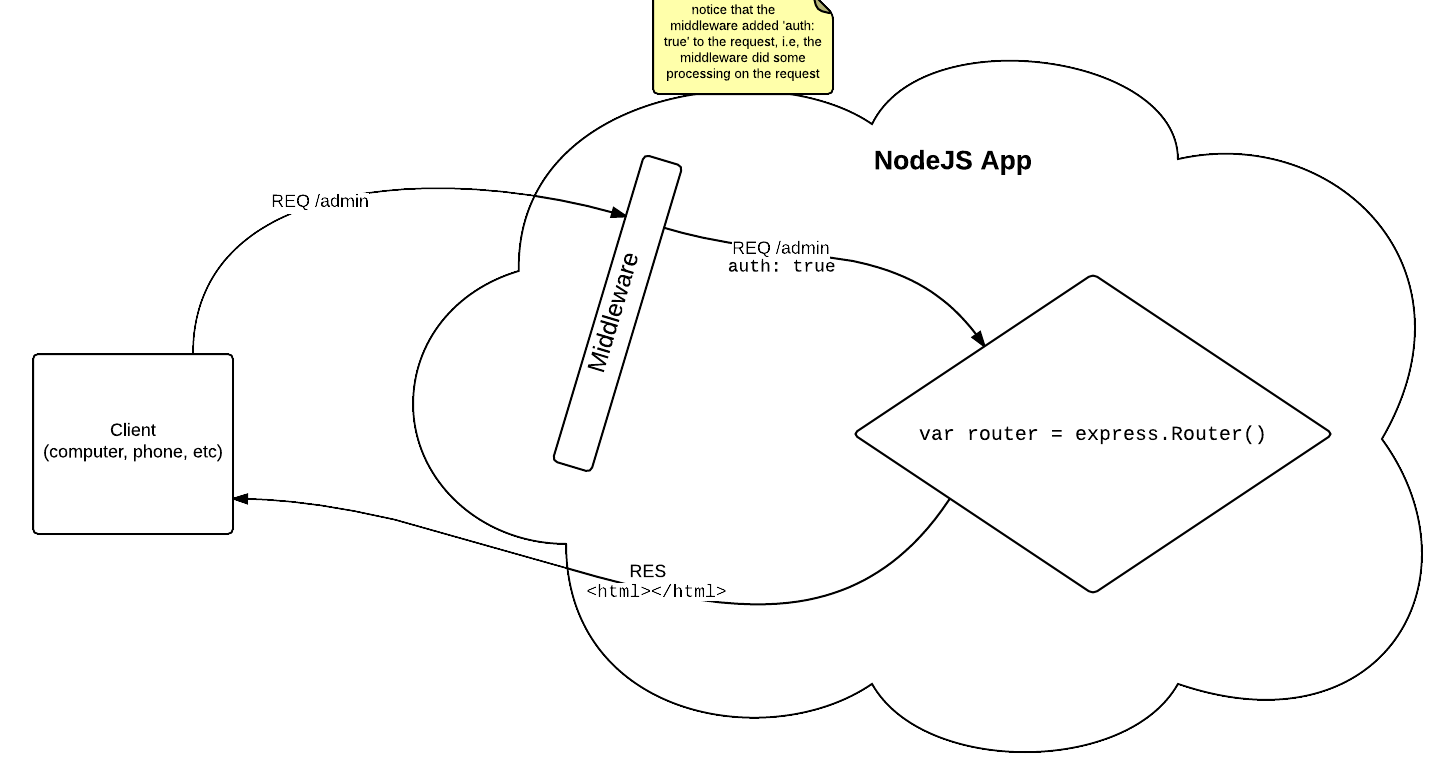 notice that the
middleware added 'auth:
true' to the request, i.e, the
middleware did some
processing on the request
NodeJS App
REQ /admin
Middleware
REQ /admin
auth: true
Client
(computer, phone, etc)
var router = express.Router()
RES
<html></html>